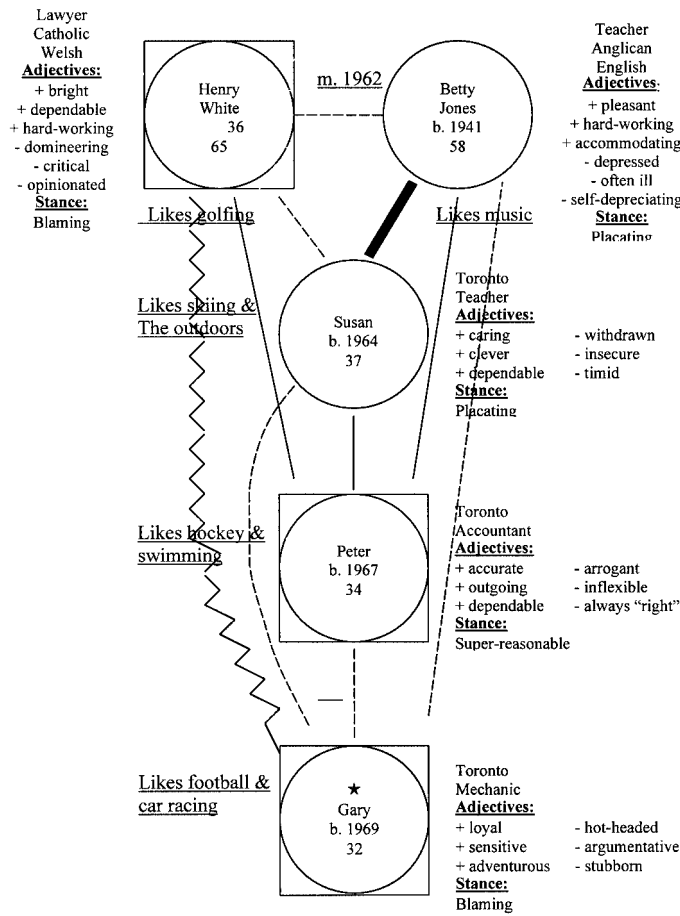 Lawyer
Catholic
Welsh
Adjectives:
+ bright
+ dependable
+ hard-working
- domineering
- critical
- opinionated
Stance:
Blaming
Henry
White
36
65
m. 1962
Betty
Jones
b. 1941
58
Teacher
Anglican
English
Adjectives:
+ pleasant
+ hard-working
+ accommodating
- depressed
- often ill
- self-depreciating
Stance:
Placating
Likes golfing
Likes music
Likes skiing &
The outdoors
Susan
b. 1964
37
Toronto
Teacher
Adjectives:
+ caring - withdrawn
+ clever - insecure
+ dependable - timid
Stance:
Placating
Likes hockey &
swimming
Peter
b. 1967
34
Toronto
Accountant
Adjectives:
+ accurate - arrogant
+ outgoing - inflexible
+ dependable - always “right”
Stance:
Super-reasonable
Likes football &
car racing
Gary
b. 1969
32
Toronto
Mechanic
Adjectives:
+ loyal - hot-headed
+ sensitive - argumentative
+ adventurous - stubborn
Stance:
Blaming